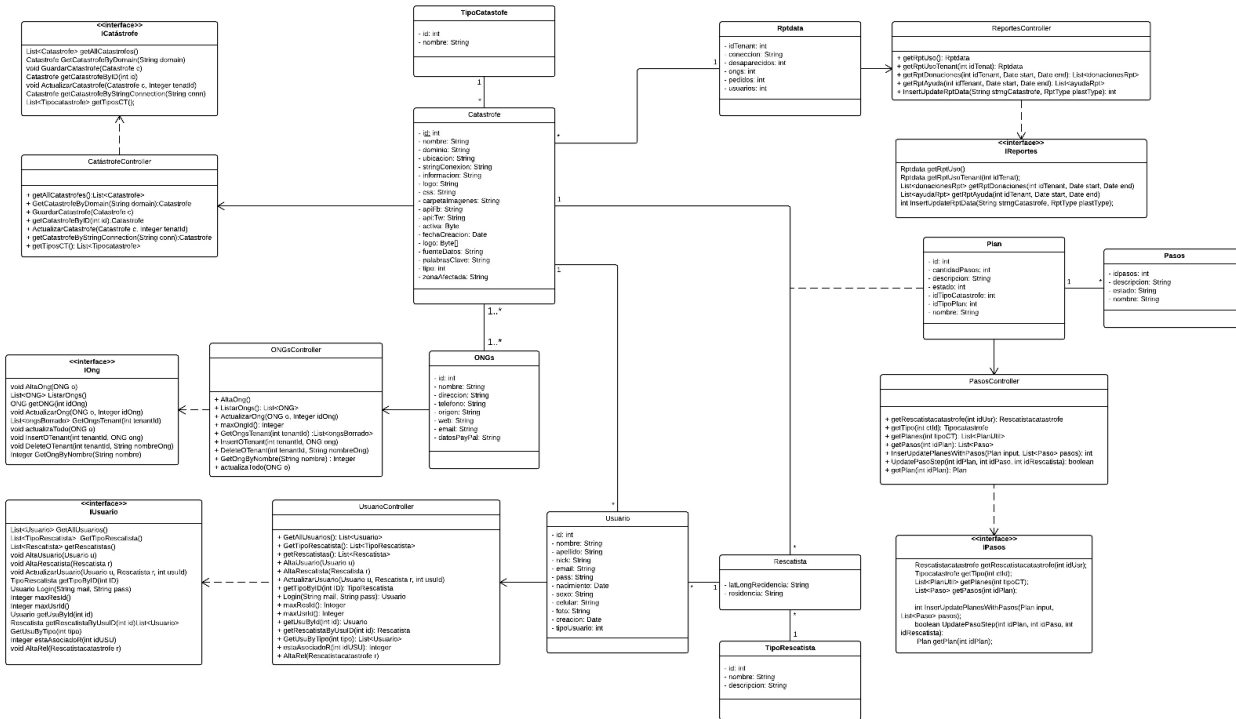 <<interface>>
ICatástrofe
List<Catastrofe> getAllCatastrofes()
Catastrofe GetCatastrofeByDomain(String domain)
void GuardarCatastrofe(Catastrofe c)
Catastrofe getCatastrofeByID(int id)
void ActualizarCatastrofe(Catastrofe c, Integer tenatId)
Catastrofe getCatastrofeByStringConnection(String conn)
List<Tipocatastrofe> getTiposCT();
CatástrofeController
+ getAllCatastrofes():List<Catastrofe>
+ GetCatastrofeByDomain(String domain):Catastrofe
+ GuardarCatastrofe(Catastrofe c)
+ getCatastrofeByID(int id):Catastrofe
+ ActualizarCatastrofe(Catastrofe c, Integer tenatId)
+ getCatastrofeByStringConnection(String conn):Catastrofe
+ getTiposCT(): List<Tipocatastrofe>
TipoCatastofe
- id: int
- nombre: String
1
*
Catastrofe
- id: int
- nombre: String
- dominio: String
- ubicacion: String
- stringConexion: String
- informacion: String
- logo: String
- css: String
- carpetaImagenes: String
- apiFb: String
- apiTw: String
- activa: Byte
- fechaCreacion: Date
- logo: Byte[]
- fuenteDatos: String
- palabrasClave: String
- tipo: int
- zonaAfectada: String
*
1
1
1
1..*
1..*
Rptdata
- idTenant: int
- coneccion: String
- desaparecidos: int
- ongs: int
- pedidos: int
- usuarios: int
ReportesController
+ getRptUso(): Rptdata
+ getRptUsoTenant(int idTenat): Rptdata
+ getRptDonaciones(int idTenant, Date start, Date end): List<donacionesRpt>
+ getRptAyuda(int idTenant, Date start, Date end): List<ayudaRpt>
+ InsertUpdateRptData(String strngCatastrofe, RptType plastType): int
<<interface>>
IReportes
Rptdata getRptUso()
Rptdata getRptUsoTenant(int idTenat);
List<donacionesRpt> getRptDonaciones(int idTenant, Date start, Date end)
List<ayudaRpt> getRptAyuda(int idTenant, Date start, Date end)
int InsertUpdateRptData(String strngCatastrofe, RptType plastType);
Plan
- id: int
- cantidadPasos: int
- descripcion: String
- estado: int
- idTipoCatastrofe: int
- idTipoPlan: int
- nombre: String
1
*
Pasos
- idpasos: int
- descripcion: String
- estado: String
- nombre: String
PasosController
+ getRescatistacatastrofe(int idUsr): Rescatistacatastrofe
+ getTipo(int ctId): Tipocatastrofe
+ getPlanes(int tipoCT): List<PlanUtil>
+ getPasos(int idPlan): List<Paso>
+ InserUpdatePlanesWithPasos(Plan input, List<Paso> pasos): int
+ UpdatePasoStep(int idPlan, int idPaso, int idRescatista): boolean
+ getPlan(int idPlan): Plan
<<interface>>
IPasos
Rescatistacatastrofe getRescatistacatastrofe(int idUsr);
Tipocatastrofe getTipo(int ctId);
List<PlanUtil> getPlanes(int tipoCT);
List<Paso> getPasos(int idPlan);
int InserUpdatePlanesWithPasos(Plan input,
List<Paso> pasos);
boolean UpdatePasoStep(int idPlan, int idPaso, int
idRescatista);
Plan getPlan(int idPlan);
<<interface>>
IOng
void AltaOng(ONG o)
List<ONG> ListarOngs()
ONG getONG(int idOng)
void ActualizarOng(ONG o, Integer idOng)
List<ongsBorrado> GetOngsTenant(int tenantId)
void actualizaTodo(ONG o)
void InsertOTenant(int tenantId, ONG ong)
void DeleteOTenant(int tenantId, String nombreOng)
Integer GetOngByNombre(String nombre)
ONGsController
+ AltaOng()
+ ListarOngs(): List<ONG>
+ ActualizarOng(ONG o, Integer idOng)
+ maxOngId(): Integer
+ GetOngsTenant(int tenantId) :List<ongsBorrado>
+ InsertOTenant(int tenantId, ONG ong)
+ DeleteOTenant(int tenantId, String nombreOng)
+ GetOngByNombre(String nombre) : Integer
+ actualizaTodo(ONG o)
ONGs
- id: int
- nombre: String
- direccion: String
- telefono: String
- origen: String
- web: String
- email: String
- datosPayPal: String
<<interface>>
IUsuario
List<Usuario> GetAllUsuarios()
List<TipoRescatista> GetTipoRescatista()
List<Rescatista> getRescatistas()
void AltaUsuario(Usuario u)
void AltaRescatista(Rescatista r)
void ActualizarUsuario(Usuario u, Rescatista r, int usuId)
TipoRescatista getTipoByID(int ID)
Usuario Login(String mail, String pass)
Integer maxResId()
Integer maxUsrId()
Usuario getUsuById(int id)
Rescatista getRescatistaByUsuID(int id)List<Usuario>
GetUsuByTipo(int tipo)
Integer estaAsociadoR(int idUSU)
void AltaRel(Rescatistacatastrofe r)
UsuarioController
+ GetAllUsuarios(): List<Usuario>
+ GetTipoRescatista(): List<TipoRescatista>
+ getRescatistas(): List<Rescatista>
+ AltaUsuario(Usuario u)
+ AltaRescatista(Rescatista r)
+ ActualizarUsuario(Usuario u, Rescatista r, int usuId)
+ getTipoByID(int ID): TipoRescatista
+ Login(String mail, String pass): Usuario
+ maxResId(): Integer
+ maxUsrId(): Integer
+ getUsuById(int id): Usuario
+ getRescatistaByUsuID(int id): Rescatista
+ GetUsuByTipo(int tipo): List<Usuario>
+ estaAsociadoR(int idUSU): Integer
+ AltaRel(Rescatistacatastrofe r)
*
Usuario
- id: int
- nombre: String
- apellido: String
- nick: String
- email: String
- pass: String
- nacimiento: Date
- sexo: String
- celular: String
- foto: String
- creacion: Date
- tipoUsuario: int
*
1
*
Rescatista
- latLongRecidencia: String
- residencia: String
*
1
TipoRescatista
- id: int
- nombre: String
- descripcion: String